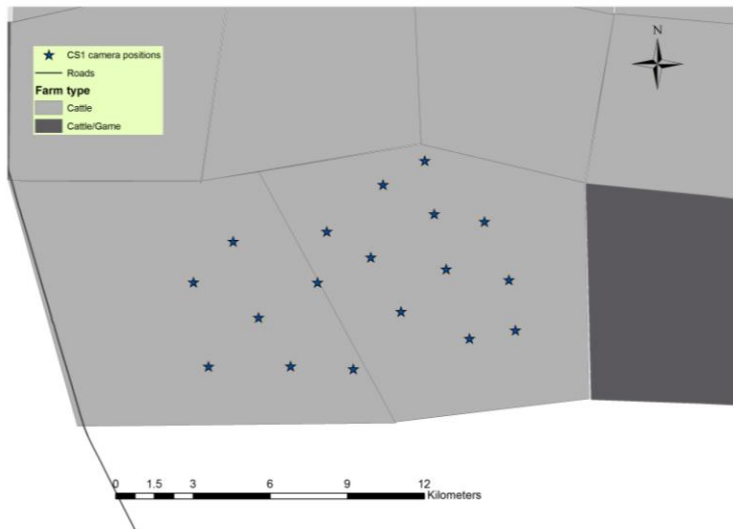 CS1 camera positions
Roads
Farm type
Cattle
Cattle/Game
N
0 1.5 3 6 9 12
Kilometers